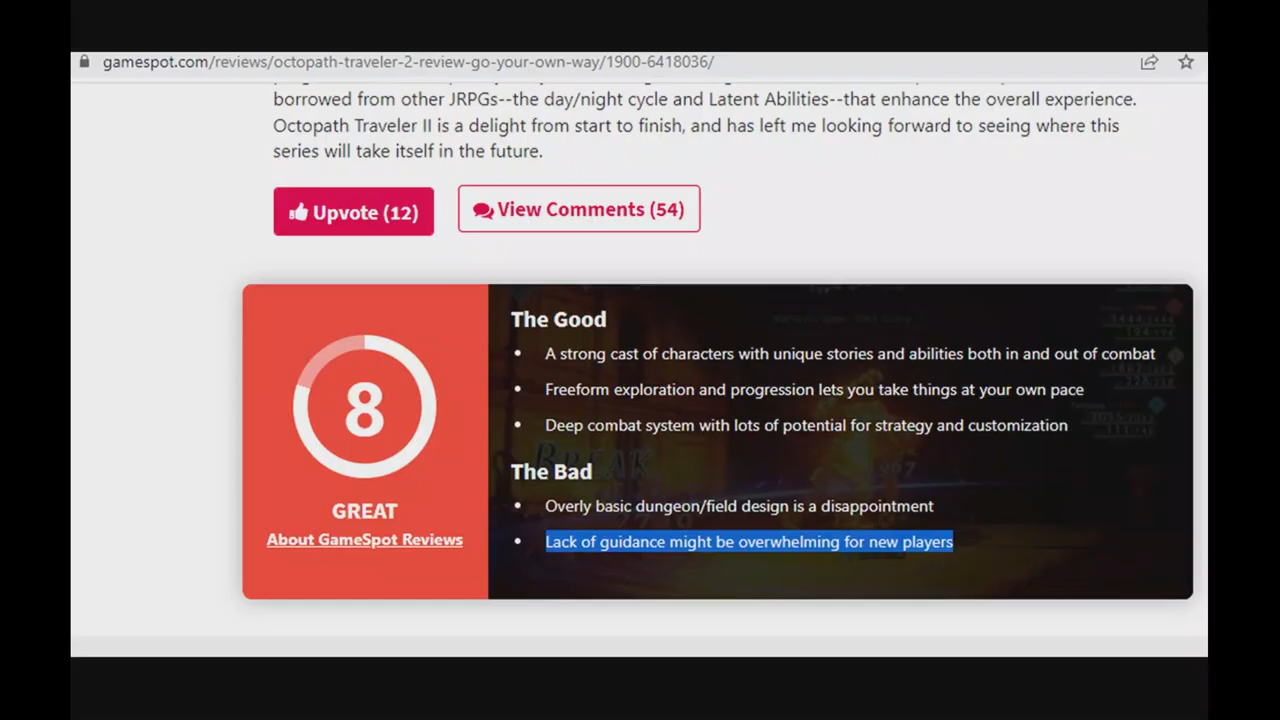 gamespot.com/reviews/octopath-traveler-2-review-go-your-own-way/1900-6418036/
borrowed from other JRPGs--the day/night cycle and Latent Abilities--that enhance the overall experience.
Octopath Traveler II is a delight from start to finish, and has left me looking forward to seeing where this
series will take itself in the future.
Upvote (12)
View Comments (54)
8
GREAT
About GameSpot Reviews
The Good
• A strong cast of characters with unique stories and abilities both in and out of combat
• Freeform exploration and progression lets you take things at your own pace
• Deep combat system with lots of potential for strategy and customization
BREAK
The Bad
• Overly basic dungeon/field design is a disappointment
• Lack of guidance might be overwhelming for new players